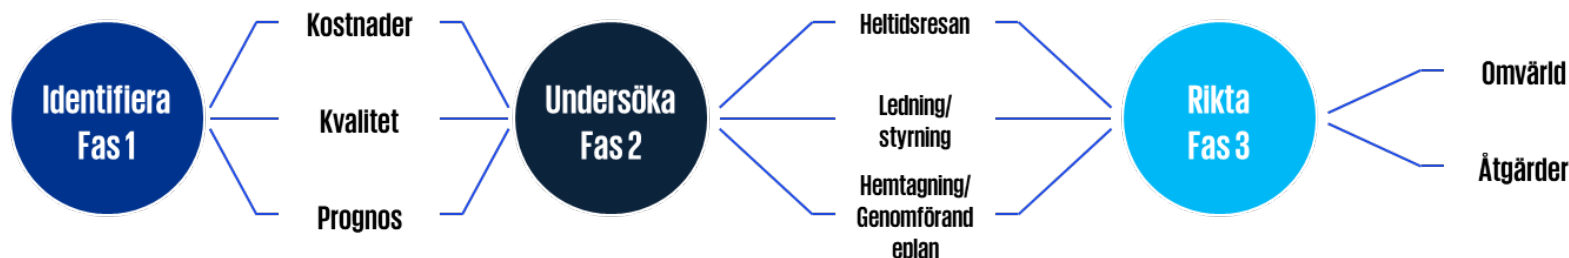 Identifiera
Fas 1
Kostnader
Kvalitet
Prognos
Undersöka
Fas 2
Heltidsresan
Ledning/
styrning
Hemtagning/
Genomförand
eplan
Rikta
Fas 3
Omvärld
Åtgärder